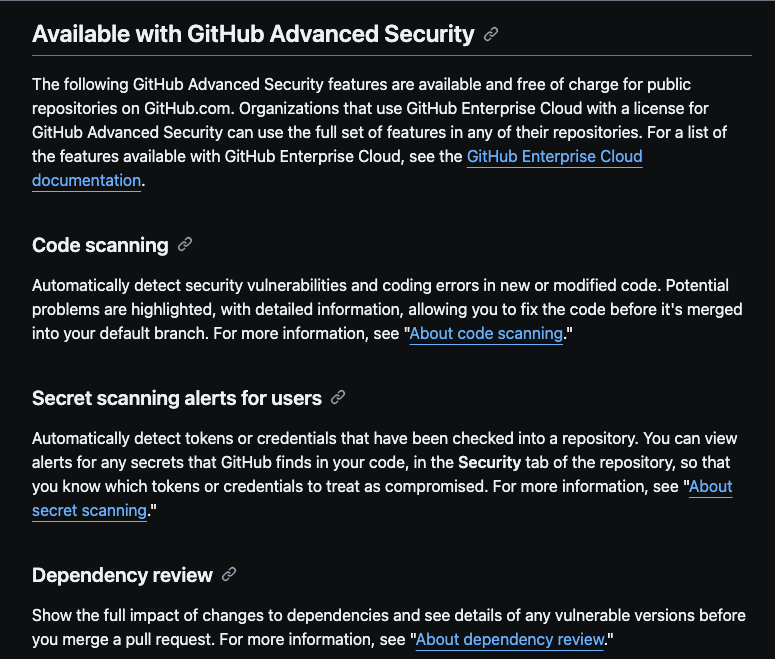 Available with GitHub Advanced Security
The following GitHub Advanced Security features are available and free of charge for public
repositories on GitHub.com. Organizations that use GitHub Enterprise Cloud with a license for
GitHub Advanced Security can use the full set of features in any of their repositories. For a list of
the features available with GitHub Enterprise Cloud, see the GitHub Enterprise Cloud
documentation.
Code scanning
Automatically detect security vulnerabilities and coding errors in new or modified code. Potential
problems are highlighted, with detailed information, allowing you to fix the code before it's merged
into your default branch. For more information, see "About code scanning."
Secret scanning alerts for users
Automatically detect tokens or credentials that have been checked into a repository. You can view
alerts for any secrets that GitHub finds in your code, in the Security tab of the repository, so that
you know which tokens or credentials to treat as compromised. For more information, see "About
secret scanning."
Dependency review
Show the full impact of changes to dependencies and see details of any vulnerable versions before
you merge a pull request. For more information, see "About dependency review."